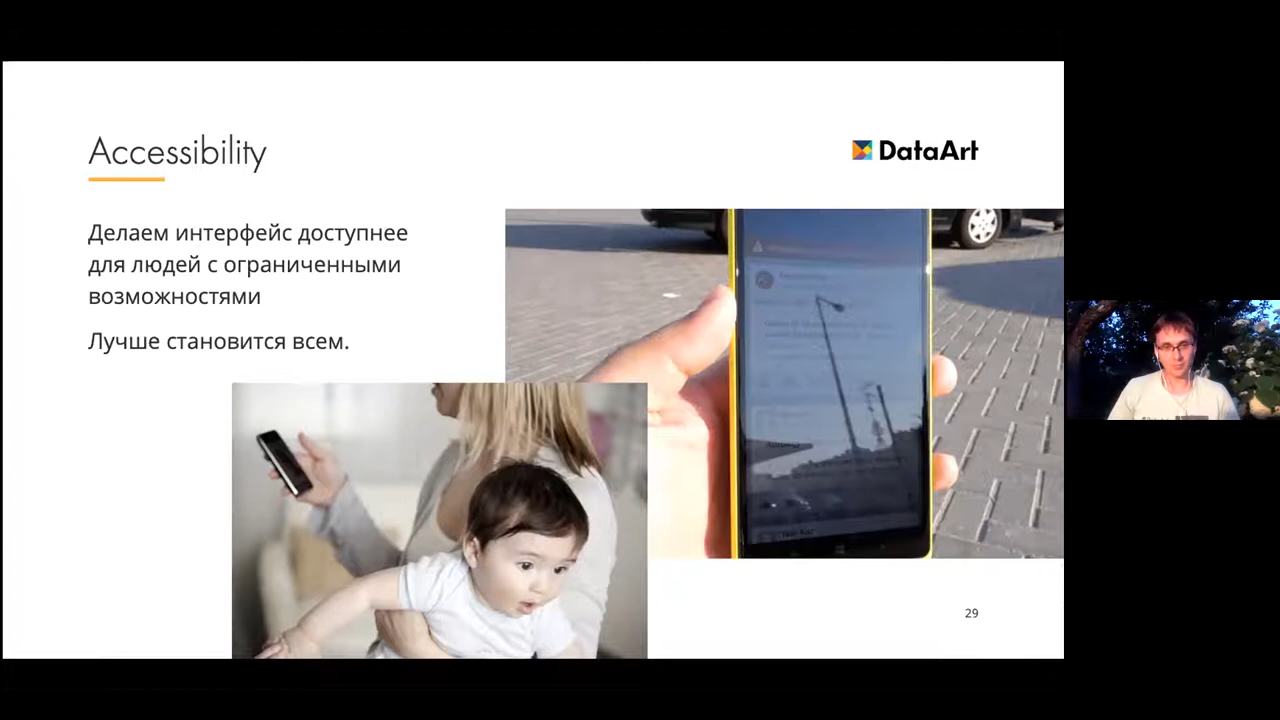 Accessibility
DataArt
Делаем интерфейс доступнее
для людей с ограниченными
возможностями
Лучше становится всем.
29